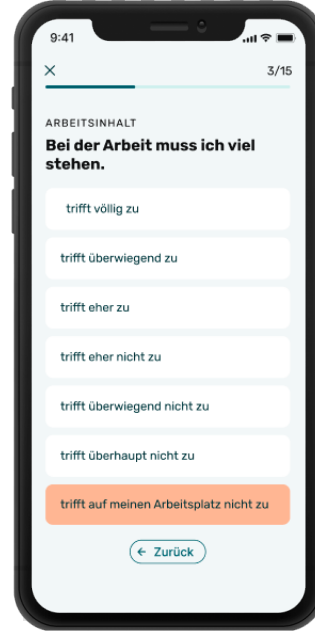 9:41
3/15
ARBEITSINHALT
Bei der Arbeit muss ich viel
stehen.
trifft völlig zu
trifft überwiegend zu
trifft eher zu
trifft eher nicht zu
trifft überwiegend nicht zu
trifft überhaupt nicht zu
trifft auf meinen Arbeitsplatz nicht zu
← Zurück